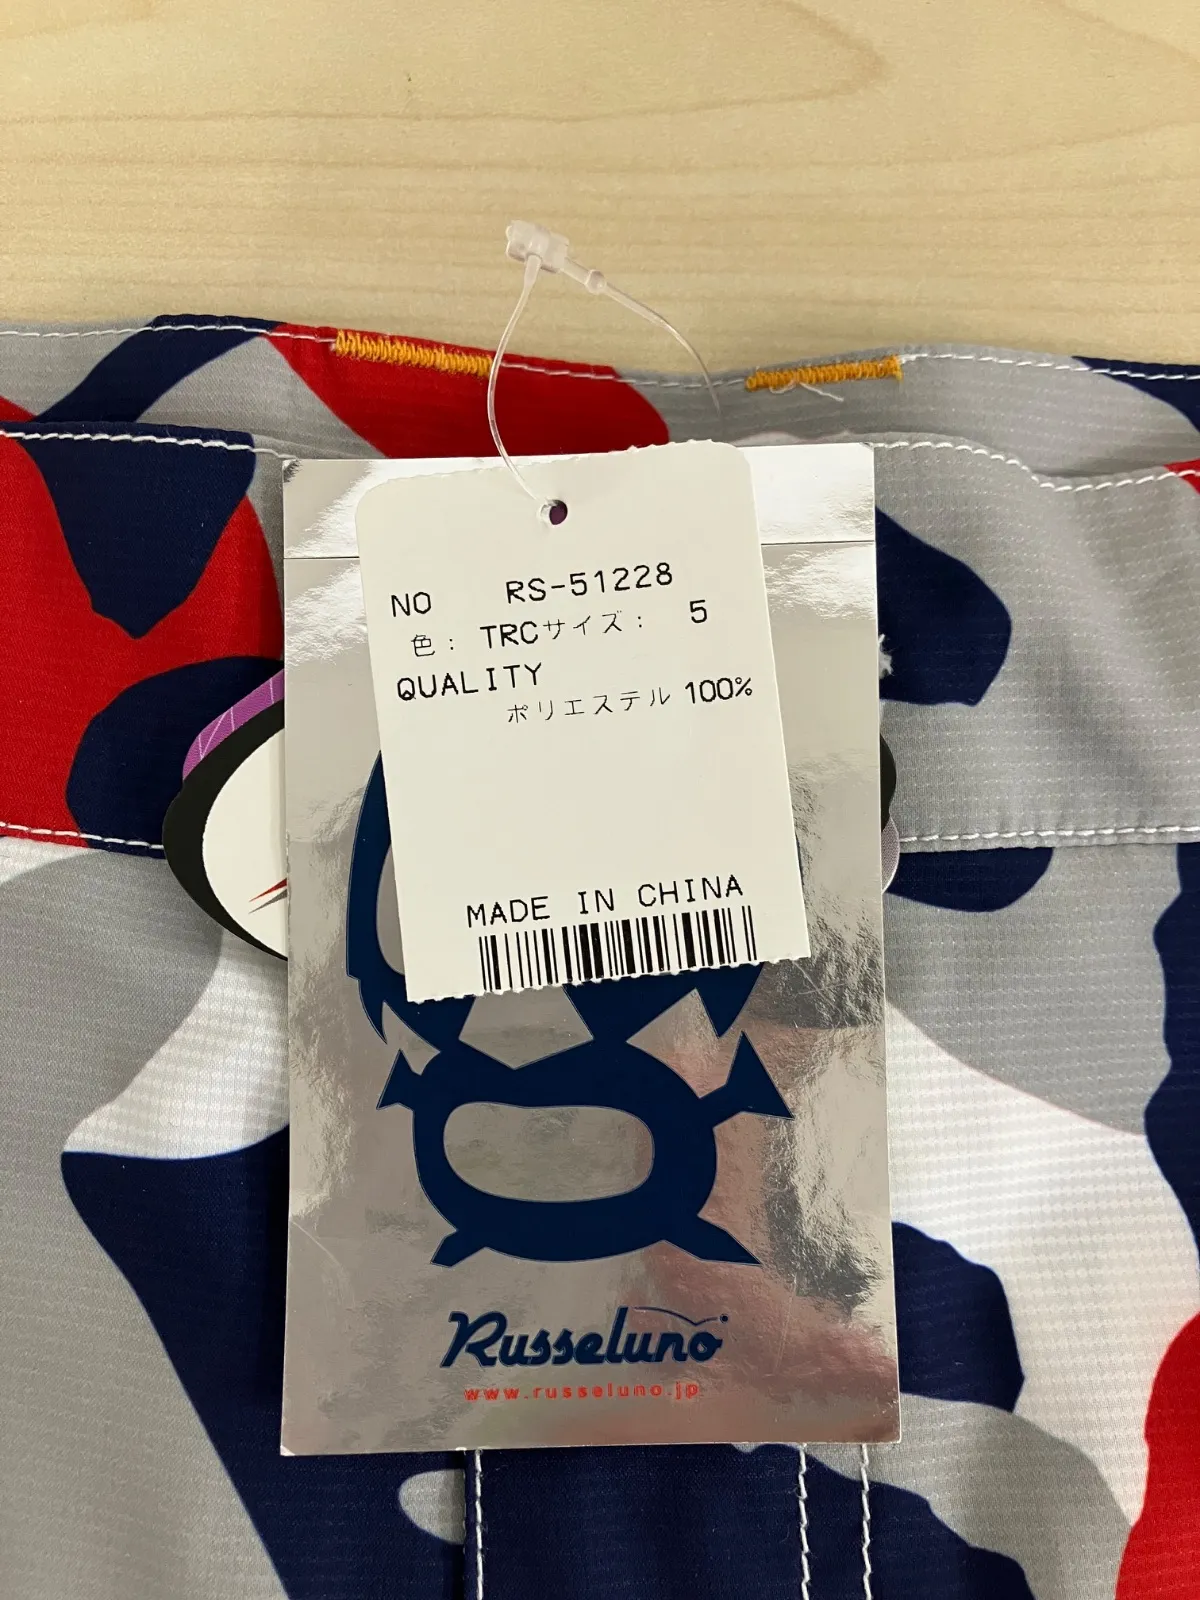 NO RS-51228
色: TRCサイズ: 5
QUALITY
ポリエステル 100%
MADE IN CHINA
Russeluno
www.russeluno.jp